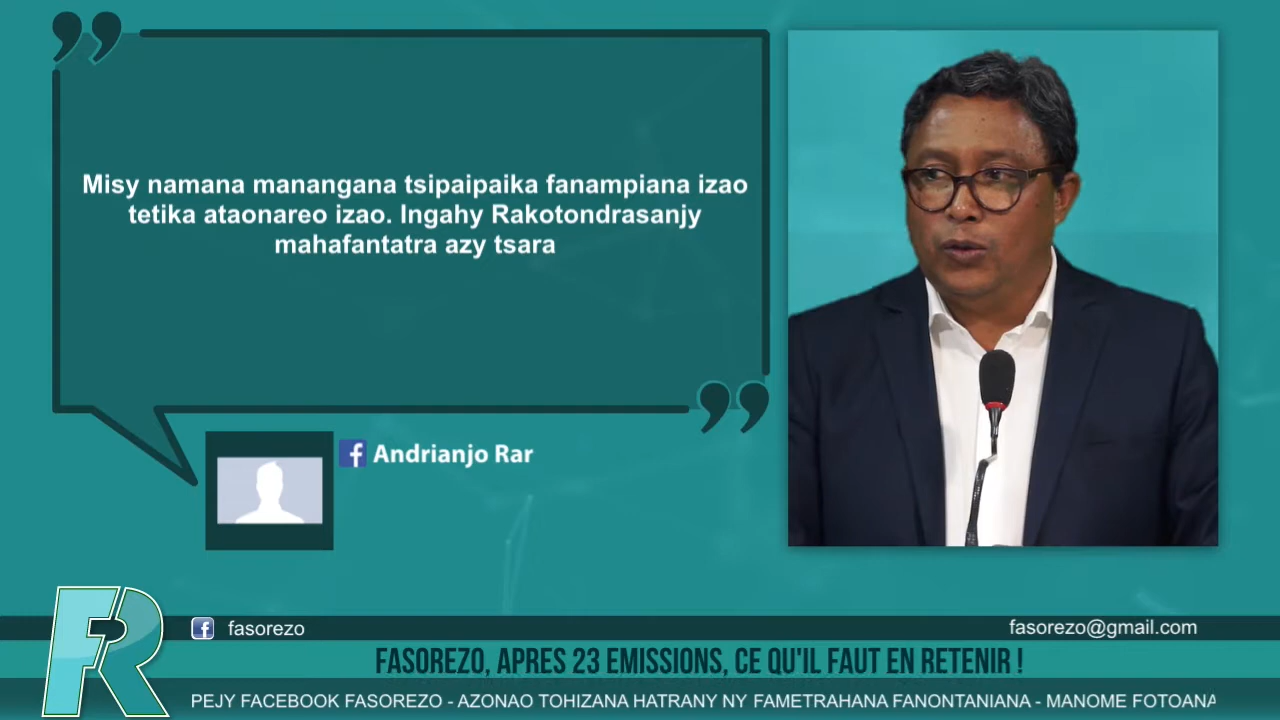 Misy namana manangana tsipaipaika fanampiana izao
tetika ataonareo izao. Ingahy Rakotondrasanjy
mahafantatra azy tsara
Andrianjo Rar
FR
fasorezo
fasorezo@gmail.com
FASOREZO, APRES 23 EMISSIONS, CE QU'IL FAUT EN RETENIR !
PEJY FACEBOOK FASOREZO - AZONAO TOHIZANA HATRANY NY FAMETRAHANA FANONTANIANA - MANOME FOTOANA